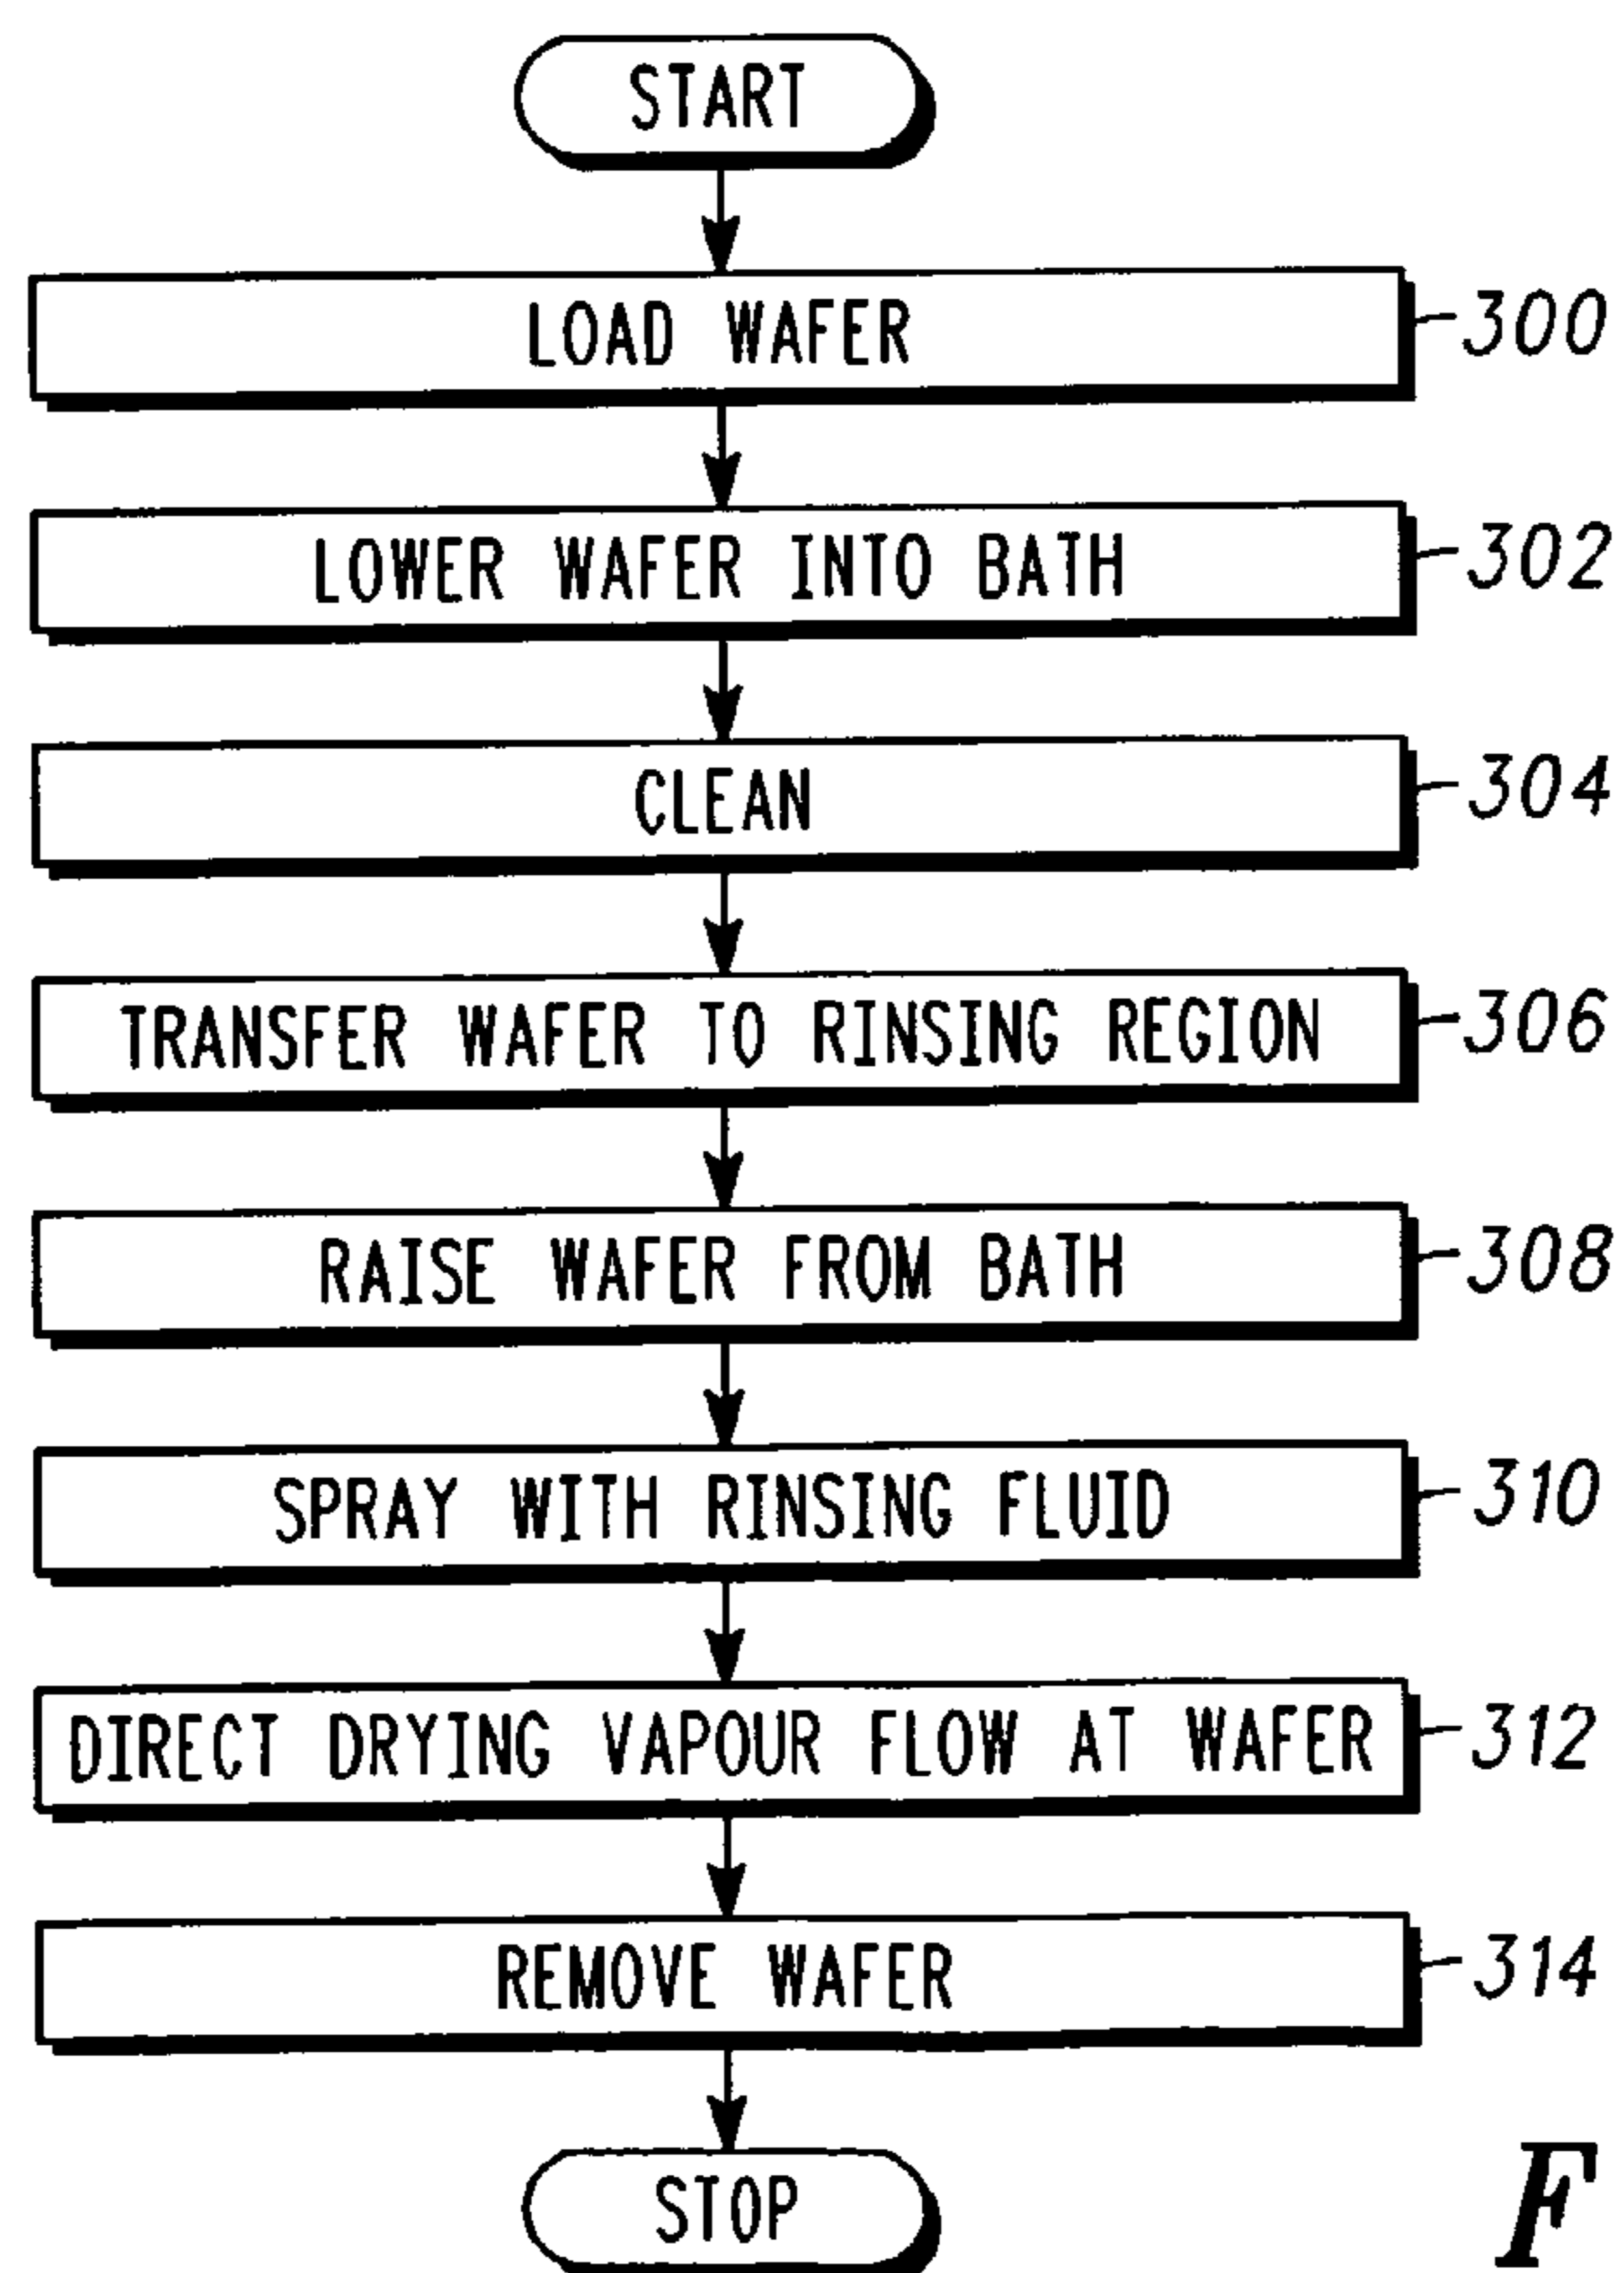 START
LOAD WAFER 300
LOWER WAFER INTO BATH 302
CLEAN 304
TRANSFER WAFER TO RINSING REGION 306
RAISE WAFER FROM BATH 308
SPRAY WITH RINSING FLUID 310
DIRECT DRYING VAPOUR FLOW AT WAFER 312
REMOVE WAFER 314
STOP
F